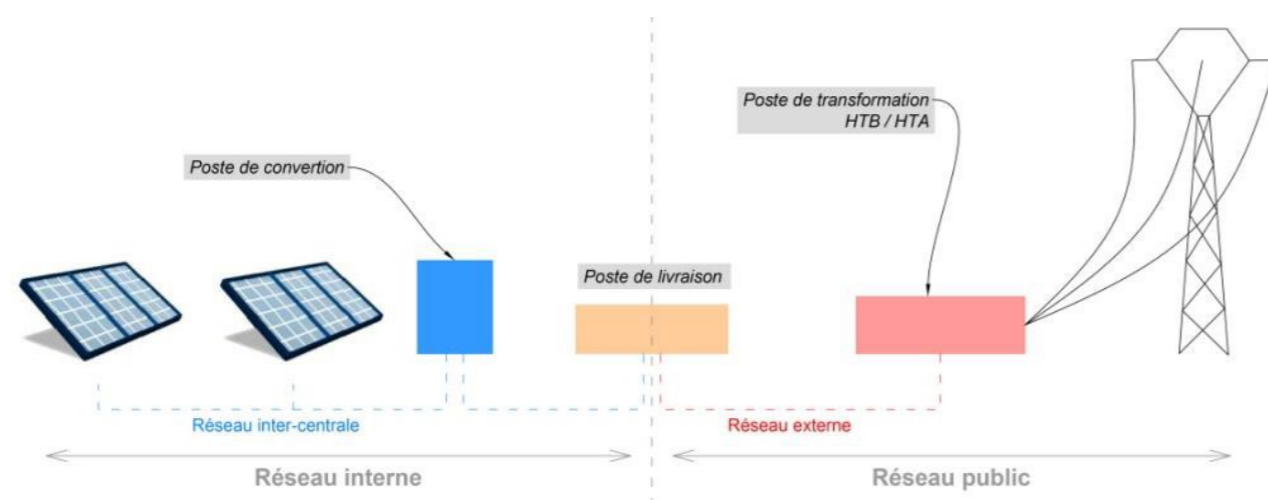 Poste de transformation
HTB / HTA
Poste de convertion
Poste de livraison
Réseau inter-centrale
Réseau externe
Réseau interne
Réseau public